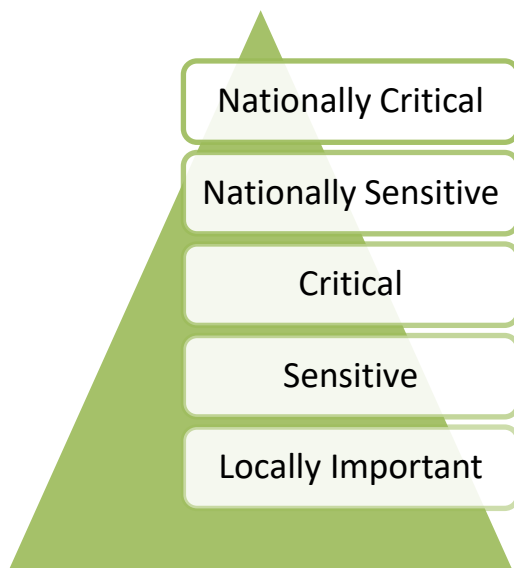 Nationally Critical
Nationally Sensitive
Critical
Sensitive
Locally Important